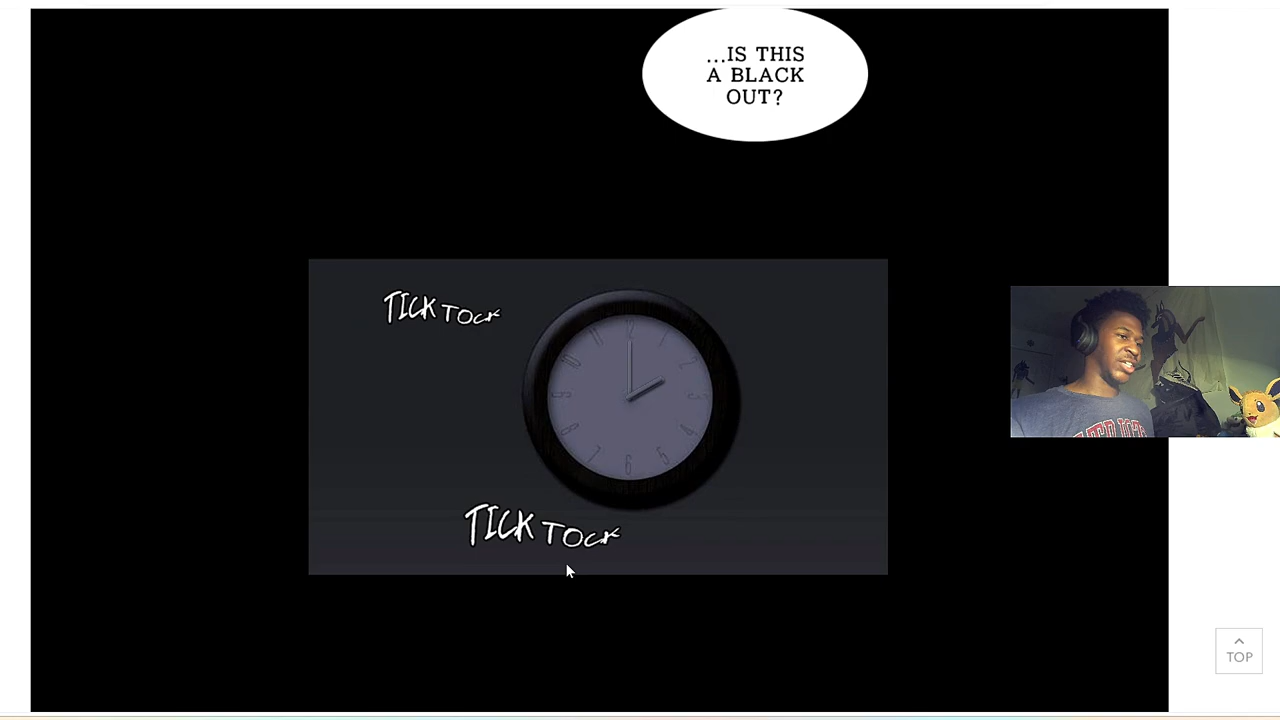 ...IS THIS
A BLACK
OUT?
TICK TOCK
TICK TOCK
TOP